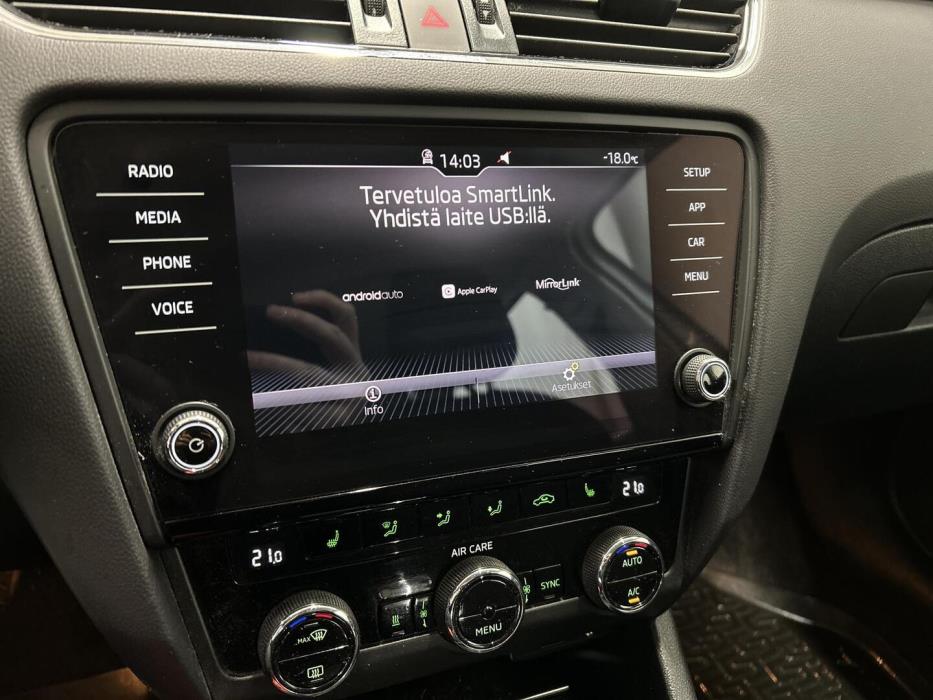 14:03
-18.0°C
Tervetuloa SmartLink.
Yhdistä laite USB:llä.
androidauto
Apple CarPlay
MirrorLink
Info
Asetukset
RADIO
MEDIA
PHONE
VOICE
SETUP
APP
CAR
MENU
21.0
21.0
AIR CARE
MAX
MENU
SYNC
AUTO
A/C